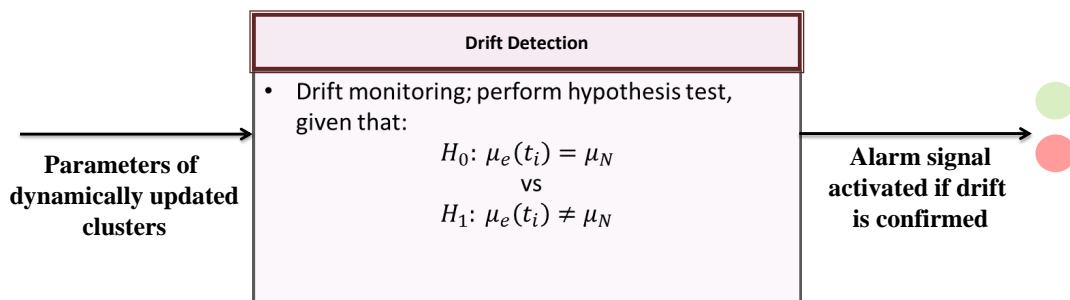 Drift Detection
• Drift monitoring; perform hypothesis test,
given that:
𝐻₀: 𝜇ₑ(𝑡ᵢ) = 𝜇_𝑁
vs
𝐻₁: 𝜇ₑ(𝑡ᵢ) ≠ 𝜇_𝑁
Parameters of
dynamically updated
clusters
Alarm signal
activated if drift
is confirmed